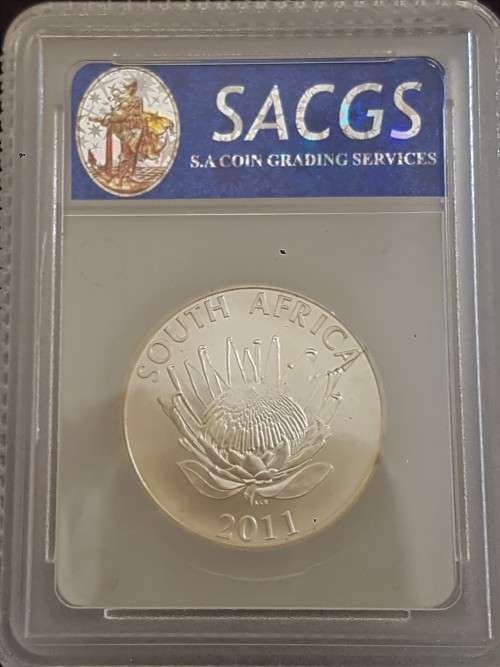 SACGS
S.A COIN GRADING SERVICES
SOUTH AFRICA
2011